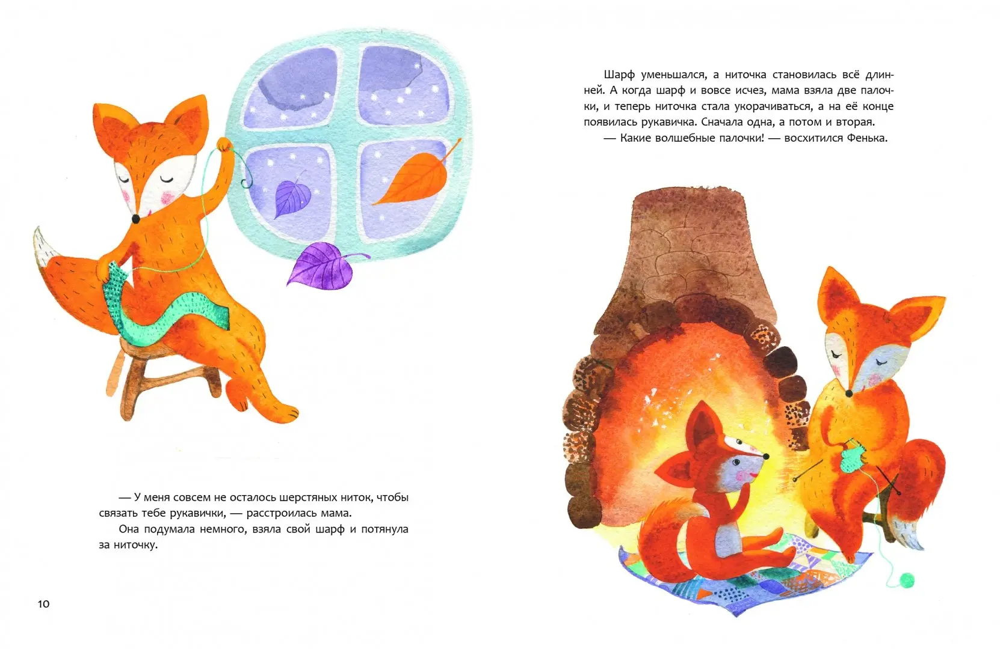 — У меня совсем не осталось шерстяных ниток, чтобы
связать тебе рукавички, — расстроилась мама.
Она подумала немного, взяла свой шарф и потянула
за ниточку.
10
Шарф уменьшался, а ниточка становилась всё длин-
ней. А когда шарф и вовсе исчез, мама взяла две палоч-
ки, и теперь ниточка стала укорачиваться, а на её конце
появилась рукавичка. Сначала одна, а потом и вторая.
— Какие волшебные палочки! — восхитился Фенька.